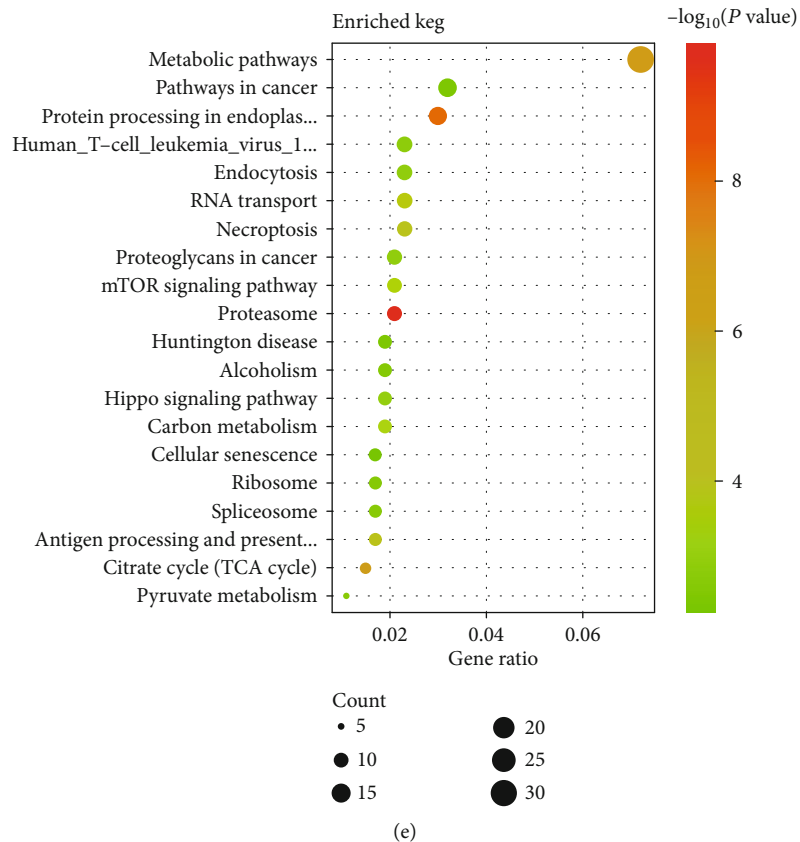 Enriched keg
–log10(P value)
Metabolic pathways
Pathways in cancer
Protein processing in endoplas...
Human_T–cell_leukemia_virus_1...
Endocytosis
RNA transport
Necroptosis
Proteoglycans in cancer
mTOR signaling pathway
Proteasome
Huntington disease
Alcoholism
Hippo signaling pathway
Carbon metabolism
Cellular senescence
Ribosome
Spliceosome
Antigen processing and present...
Citrate cycle (TCA cycle)
Pyruvate metabolism
8
6
4
0.02 0.04 0.06
Gene ratio
Count
5 20
10 25
15 30
(e)